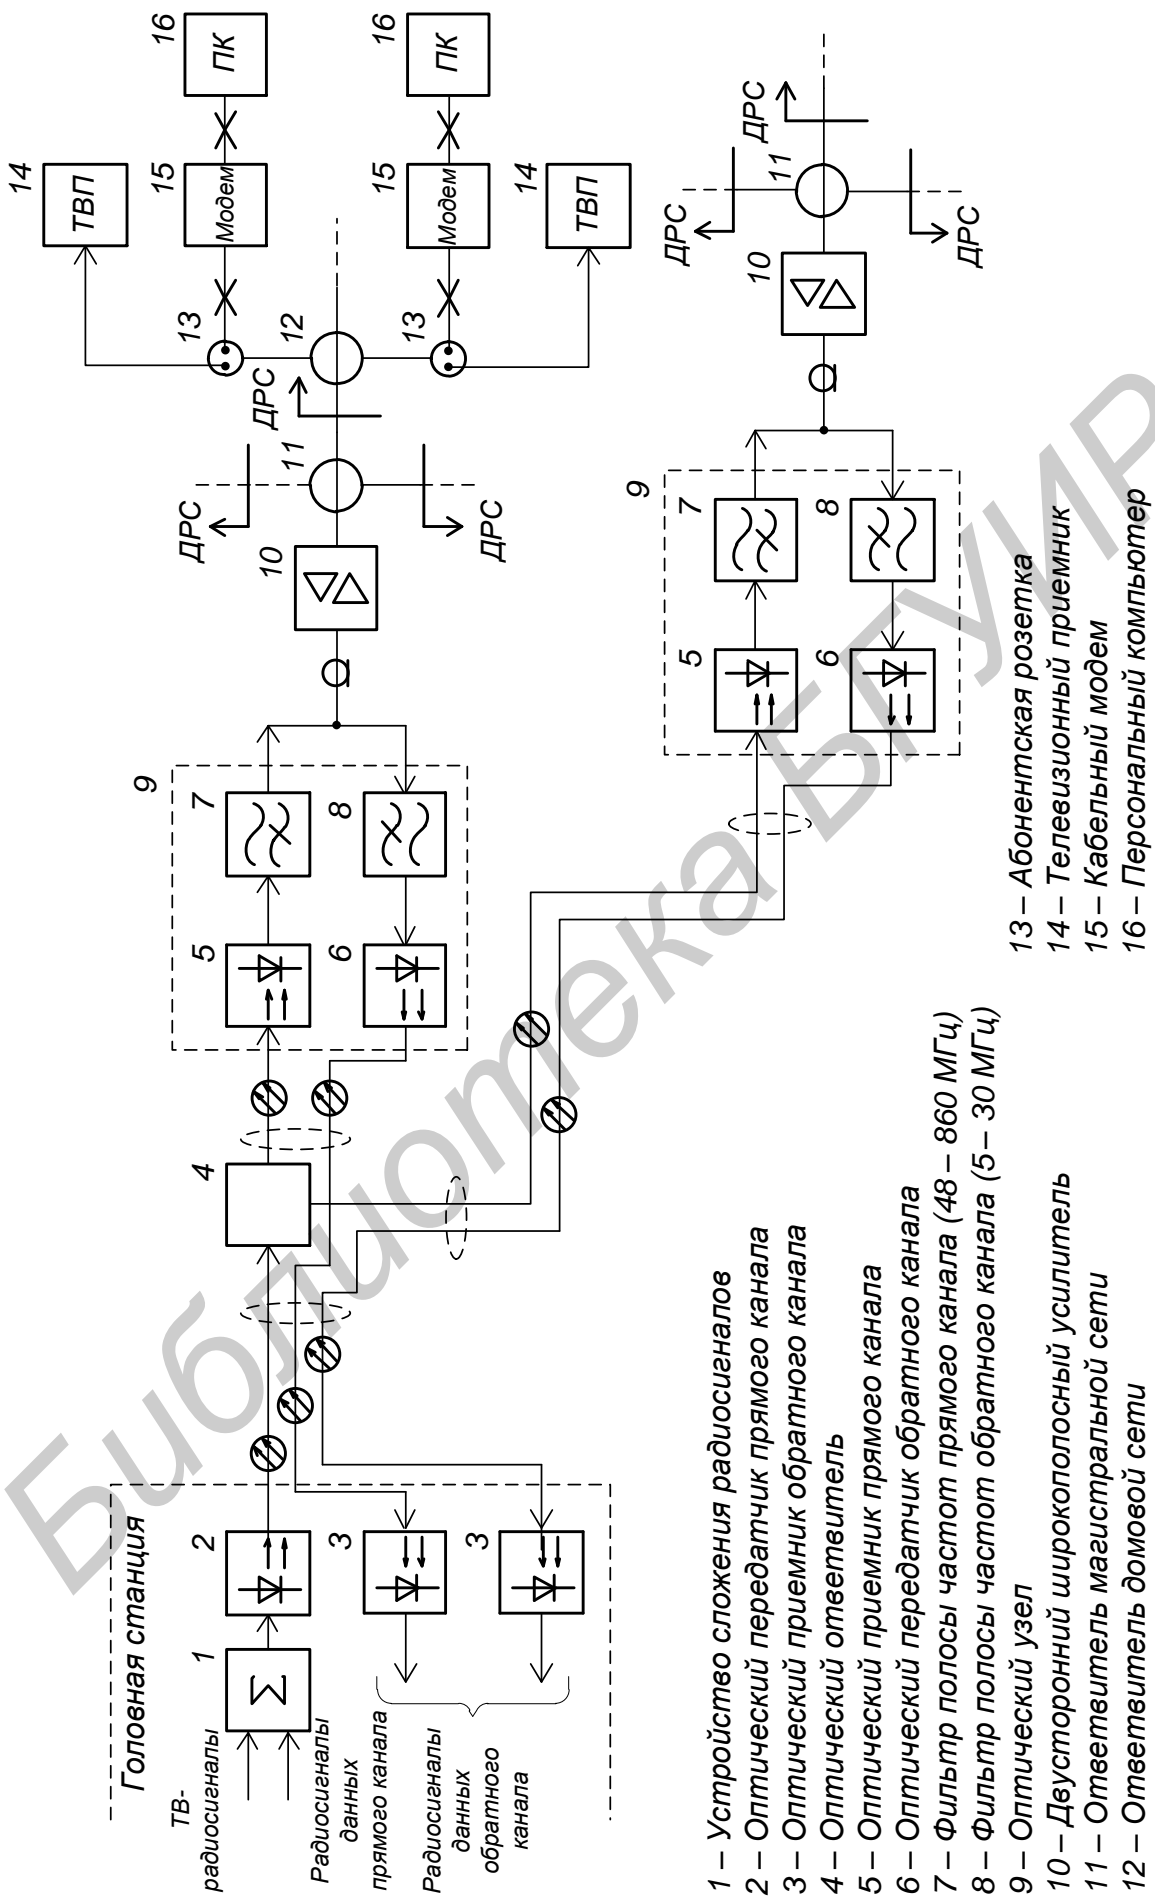 Головная станция
ТВ-
радиосигналы
Радиосигналы
данных
прямого канала
Радиосигналы
данных
обратного
канала
1
Σ
2
3
3
4
5
6
7
8
9
10
11
ДРС
ДРС
ДРС
12
13
13
14
ТВП
15
Модем
16
ПК
15
Модем
16
ПК
14
ТВП
5
6
7
8
9
10
11
ДРС
ДРС
ДРС
1 – Устройство сложения радиосигналов
2 – Оптический передатчик прямого канала
3 – Оптический приемник обратного канала
4 – Оптический ответвитель
5 – Оптический приемник прямого канала
6 – Оптический передатчик обратного канала
7 – Фильтр полосы частот прямого канала (48 – 860 МГц)
8 – Фильтр полосы частот обратного канала (5 – 30 МГц)
9 – Оптический узел
10 – Двусторонний широкополосный усилитель
11 – Ответвитель магистральной сети
12 – Ответвитель домовой сети
13 – Абонентская розетка
14 – Телевизионный приемник
15 – Кабельный модем
16 – Персональный компьютер
Библиотека БГУИР